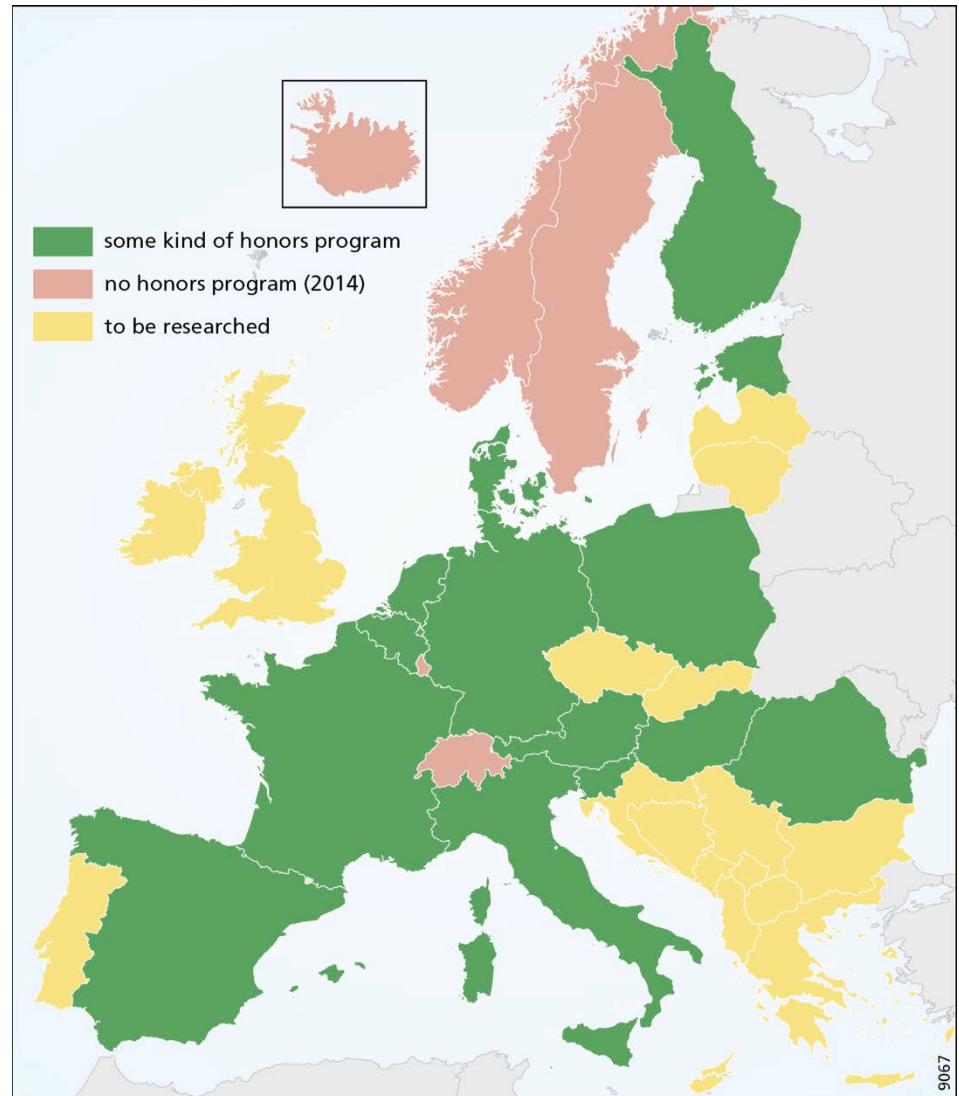 some kind of honors program
no honors program (2014)
to be researched
9067